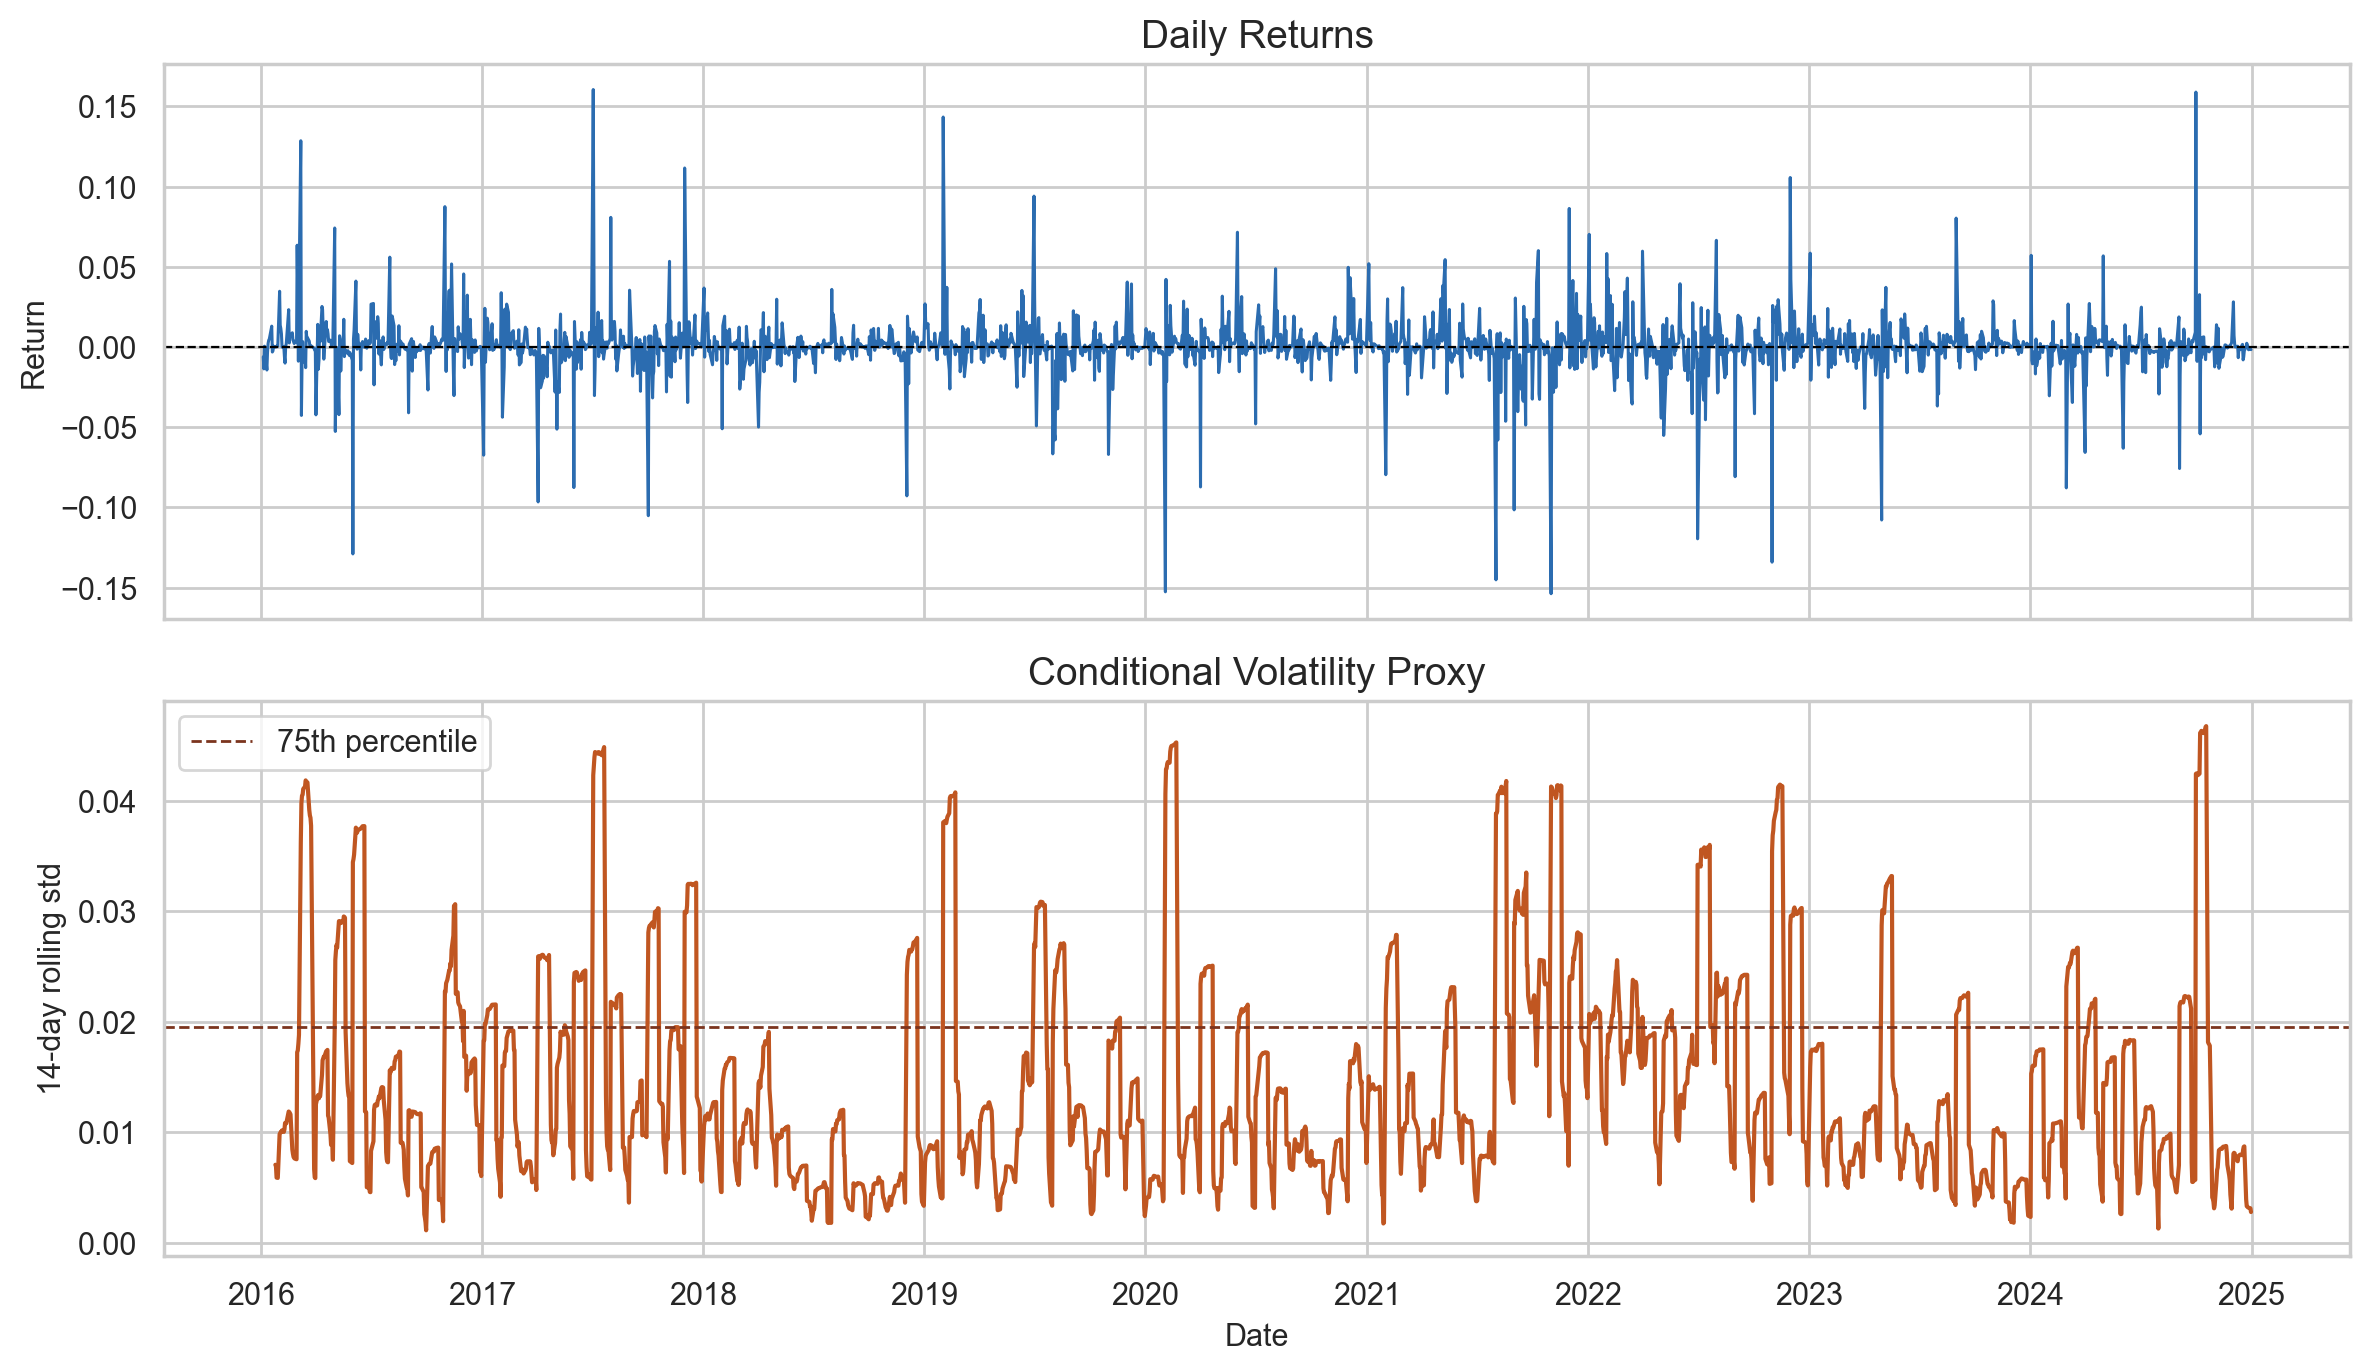 Daily Returns
0.15
0.10
0.05
0.00
−0.05
−0.10
−0.15
Return
Conditional Volatility Proxy
75th percentile
0.04
0.03
0.02
0.01
0.00
14-day rolling std
2016 2017 2018 2019 2020 2021 2022 2023 2024 2025
Date